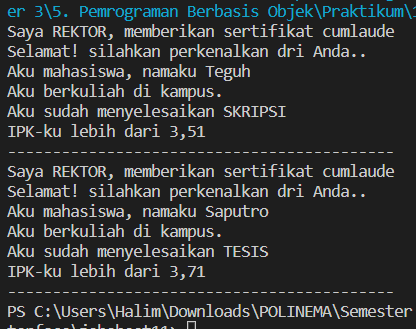 er 3\5. Pemrograman Berbasis Objek\Praktikum\
Saya REKTOR, memberikan sertifikat cumlaude
Selamat! silahkan perkenalkan dri Anda..
Aku mahasiswa, namaku Teguh
Aku berkuliah di kampus.
Aku sudah menyelesaikan SKRIPSI
IPK-ku lebih dari 3,51
-------------------------------------------
Saya REKTOR, memberikan sertifikat cumlaude
Selamat! silahkan perkenalkan dri Anda..
Aku mahasiswa, namaku Saputro
Aku berkuliah di kampus.
Aku sudah menyelesaikan TESIS
IPK-ku lebih dari 3,71
-------------------------------------------
PS C:\Users\Halim\Downloads\POLINEMA\Semester